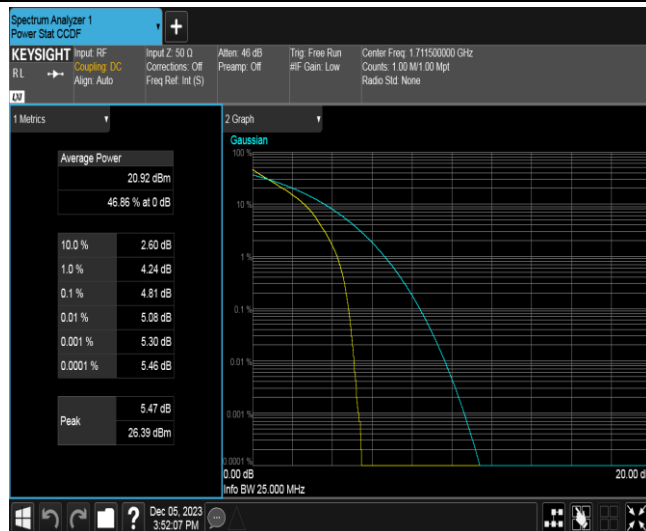 Spectrum Analyzer 1
Power Stat CCDF
KEYSIGHT
RL
Input: RF
Coupling: DC
Align: Auto
Input Z: 50 Ω
Corrections: Off
Freq Ref: Int (S)
Atten: 46 dB
Preamp: Off
Trig: Free Run
#IF Gain: Low
Center Freq: 1.711500000 GHz
Counts: 1.00 M/1.00 Mpt
Radio Std: None
1 Metrics
Average Power
20.92 dBm
46.86 % at 0 dB
10.0 % 2.60 dB
1.0 % 4.24 dB
0.1 % 4.81 dB
0.01 % 5.08 dB
0.001 % 5.30 dB
0.0001 % 5.46 dB
Peak
5.47 dB
26.39 dBm
2 Graph
Gaussian
100 %
10 %
1 %
0.1 %
0.01 %
0.001 %
0.0001 %
0.00 dB
20.00 d
Info BW 25.000 MHz
?
Dec 05, 2023
3:52:07 PM